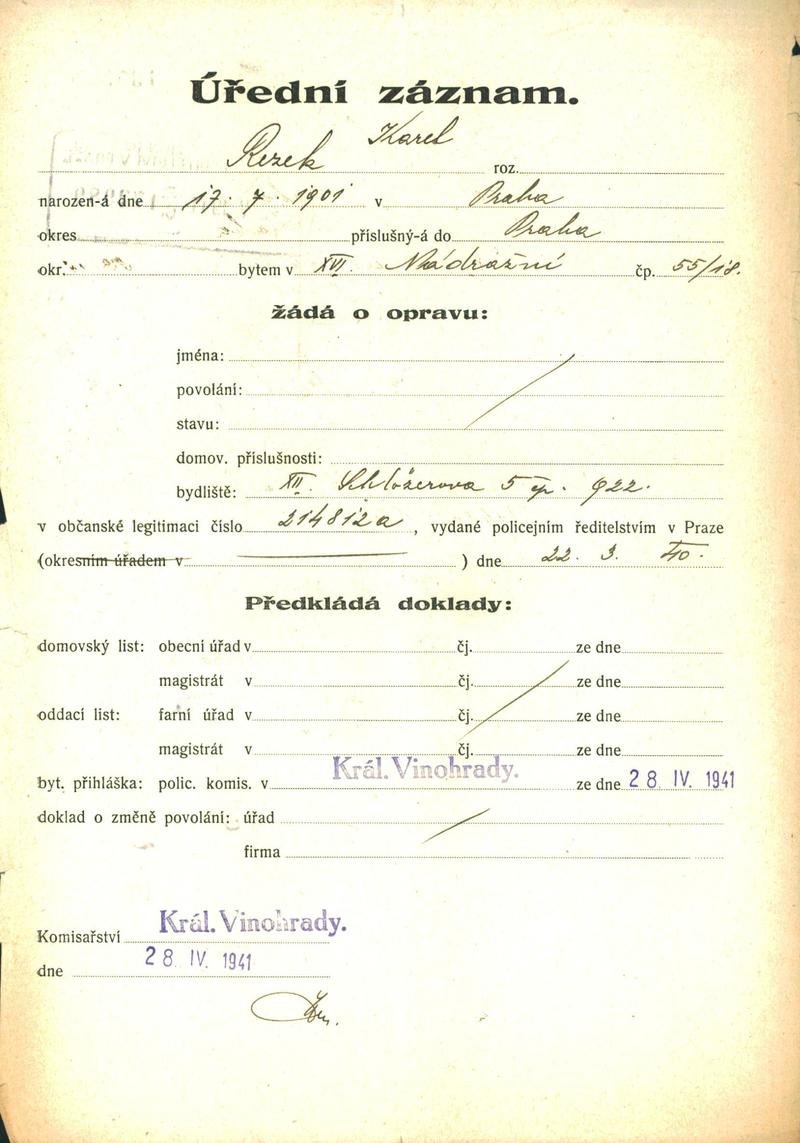 Úřední záznam.
Rezek Karel roz.
narozen-á dne 17. 7. 1901 v Praha
okres příslušný-á do Praha
okr. bytem v XVI. Nádražní čp. 55/18.
žádá o opravu:
jména:
povolání:
stavu:
domov. příslušnosti:
bydliště: XII. Schlözerova 5 čp. 922.
v občanské legitimaci číslo 214812a, vydané policejním ředitelstvím v Praze
(okresním úřadem v ) dne 22. 3. 40.
Předkládá doklady:
domovský list: obecní úřad v čj. ze dne
magistrát v čj. ze dne
oddací list: farní úřad v čj. ze dne
magistrát v čj. ze dne
byt. přihláška: polic. komis. v Král. Vinohrady. ze dne 28 IV. 1941
doklad o změně povolání: úřad
firma
Komisařství Král. Vinohrady.
dne 28 IV. 1941